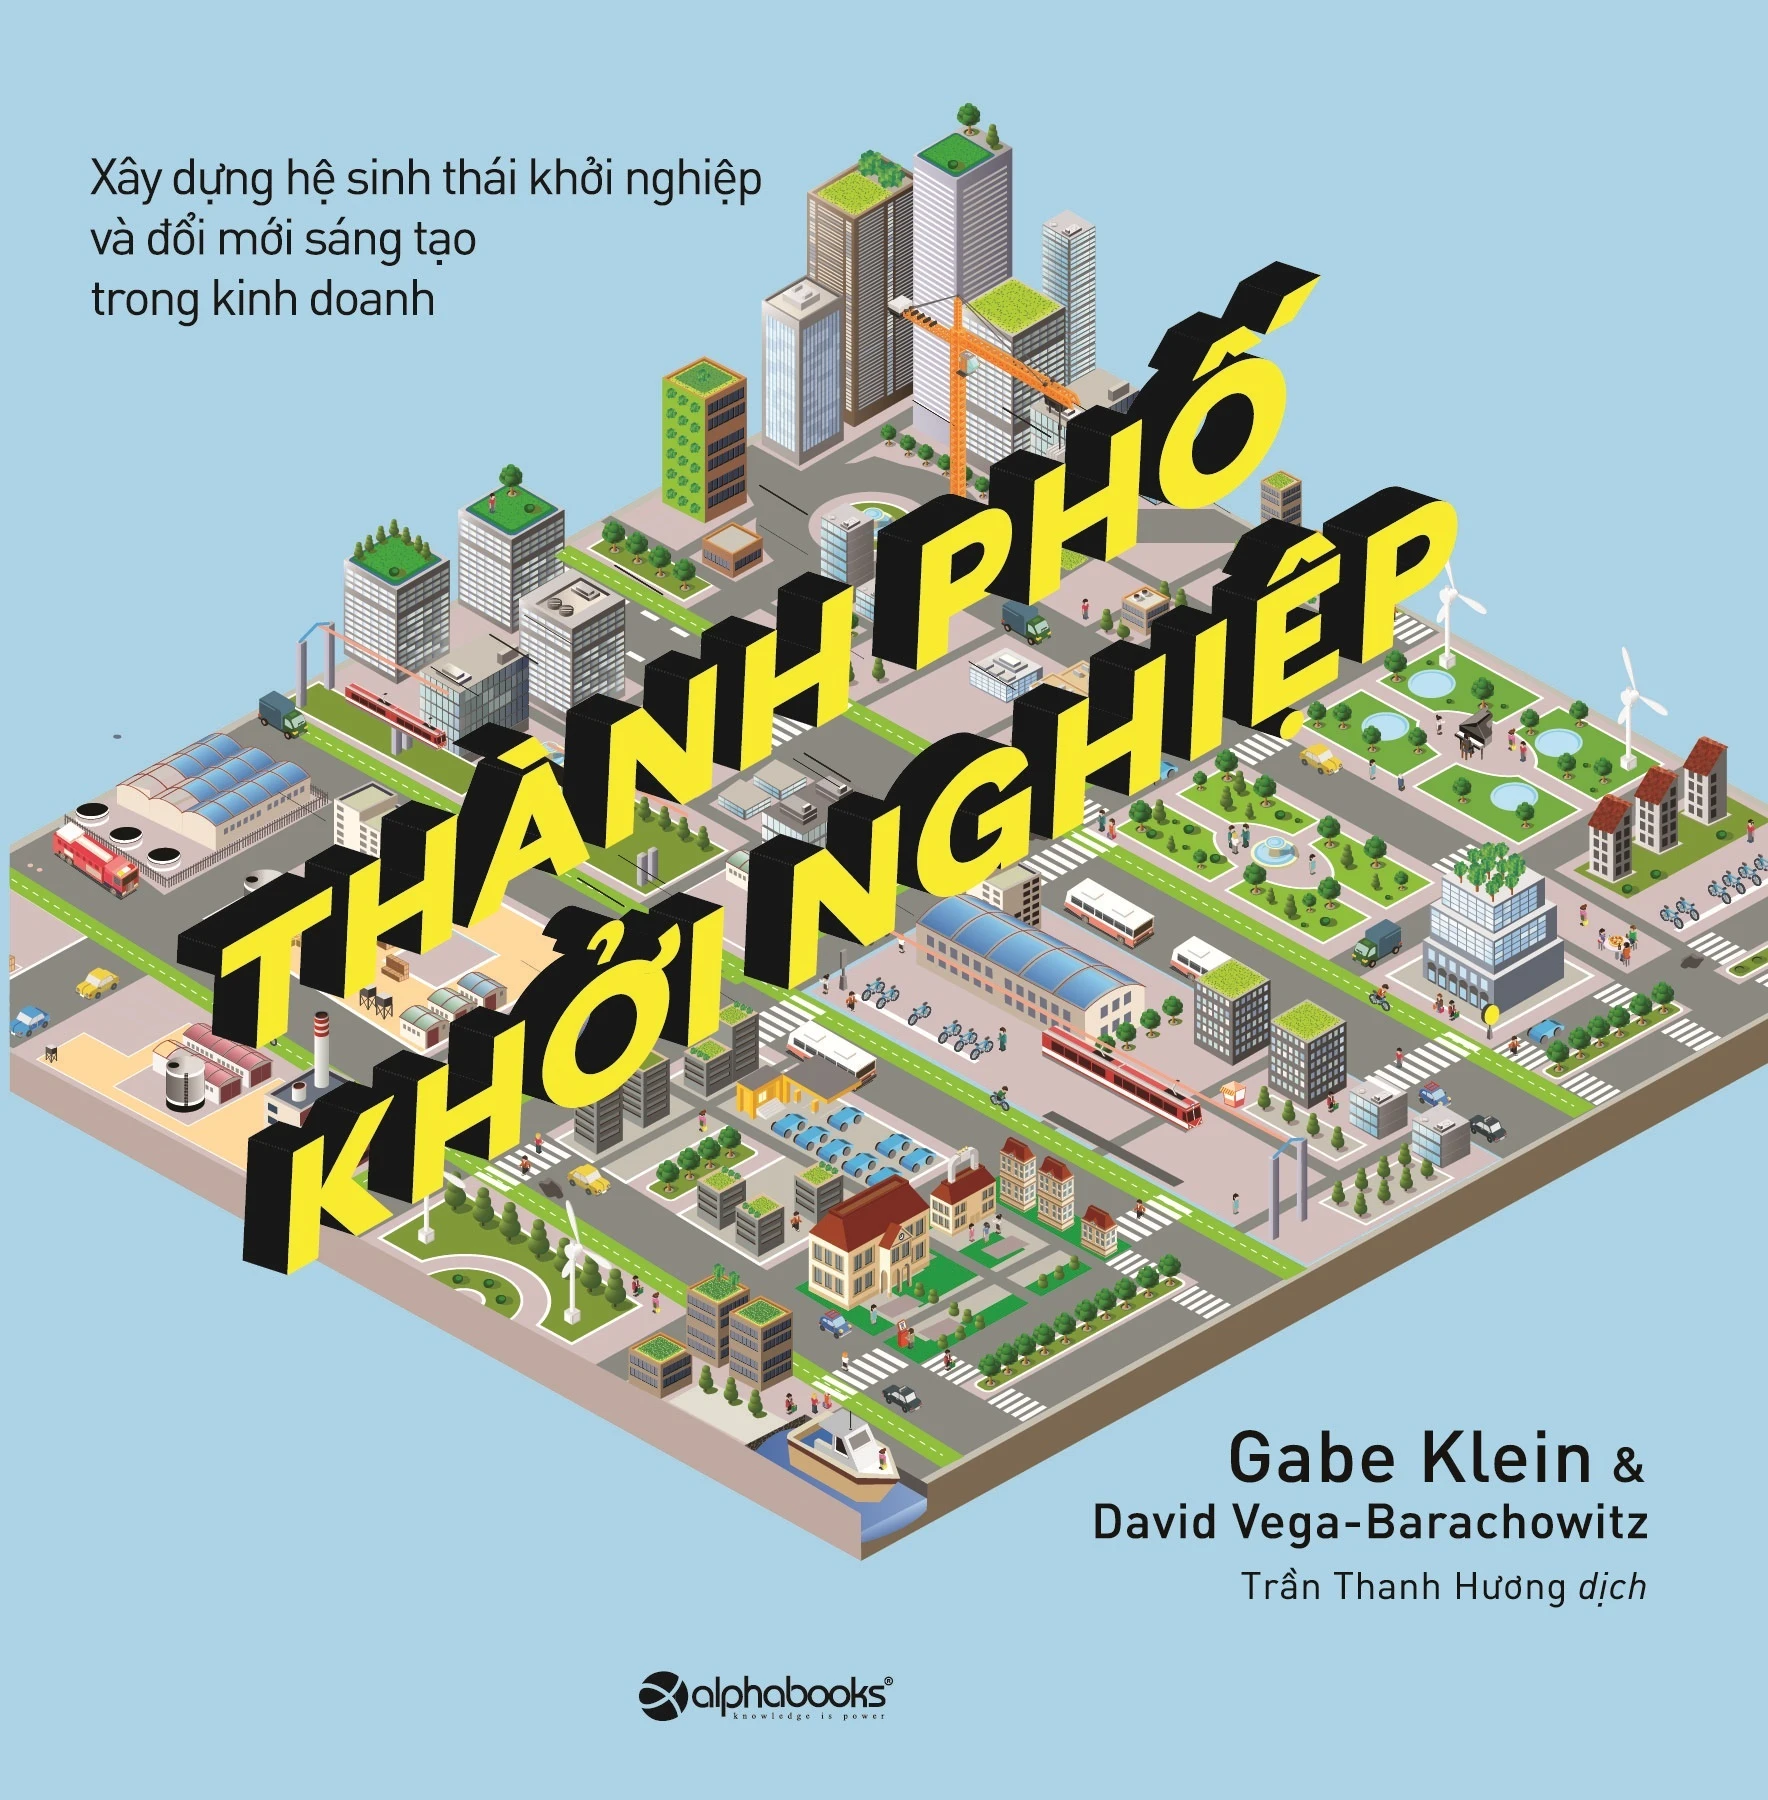 Xây dựng hệ sinh thái khởi nghiệp
và đổi mới sáng tạo
trong kinh doanh
THÀNH PHỐ
KHỞI NGHIỆP
Gabe Klein &
David Vega-Barachowitz
Trần Thanh Hương dịch
alphabooks®
knowledge is power